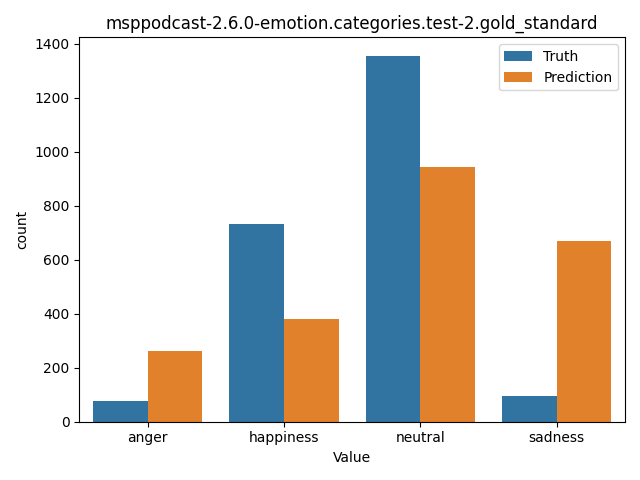 msppodcast-2.6.0-emotion.categories.test-2.gold_standard
Truth
Prediction
1400
1200
1000
800
600
400
200
0
count
anger happiness neutral sadness
Value